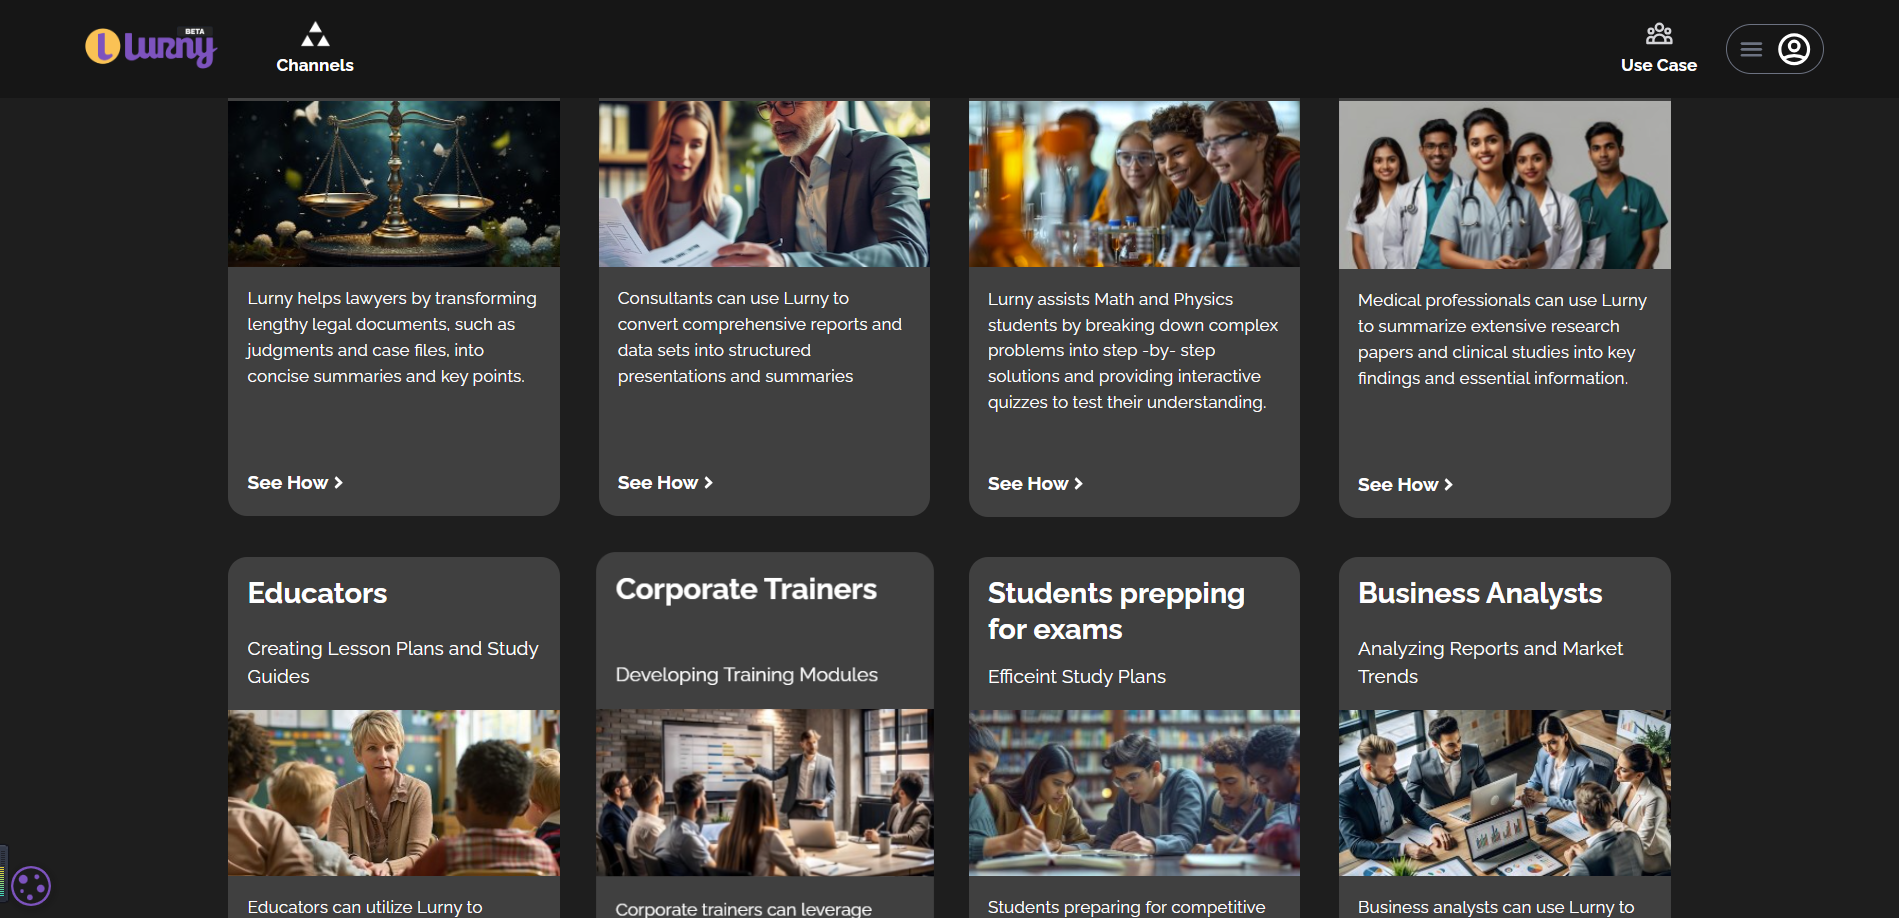 Lurny
BETA
Channels
Use Case
Lurny helps lawyers by transforming
lengthy legal documents, such as
judgments and case files, into
concise summaries and key points.
See How
Consultants can use Lurny to
convert comprehensive reports and
data sets into structured
presentations and summaries
See How
Lurny assists Math and Physics
students by breaking down complex
problems into step -by- step
solutions and providing interactive
quizzes to test their understanding.
See How
Medical professionals can use Lurny
to summarize extensive research
papers and clinical studies into key
findings and essential information.
See How
Educators
Creating Lesson Plans and Study
Guides
Educators can utilize Lurny to
Corporate Trainers
Developing Training Modules
Corporate trainers can leverage
Students prepping
for exams
Efficeint Study Plans
Students preparing for competitive
Business Analysts
Analyzing Reports and Market
Trends
Business analysts can use Lurny to